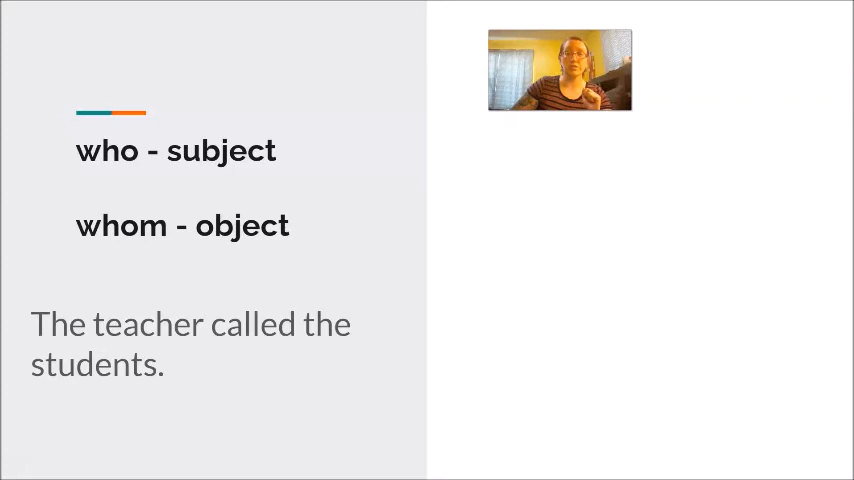 who - subject
whom - object
The teacher called the
students.